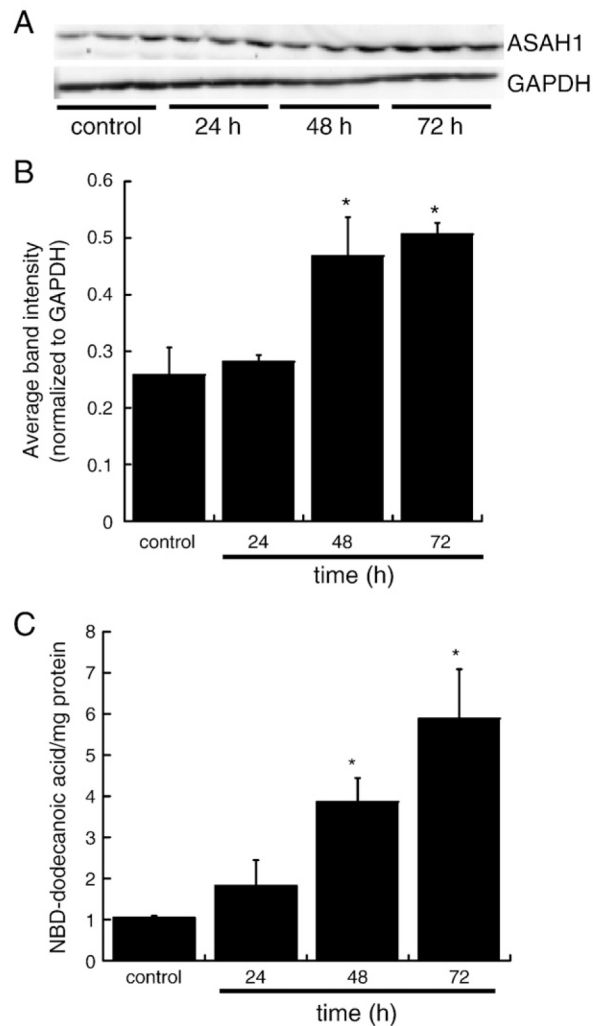 A
ASAH1
GAPDH
control 24 h 48 h 72 h
B
Average band intensity
(normalized to GAPDH)
0.6
0.5
0.4
0.3
0.2
0.1
0
* *
control 24 48 72
time (h)
C
NBD-dodecanoic acid/mg protein
8
7
6
5
4
3
2
1
0
* *
control 24 48 72
time (h)